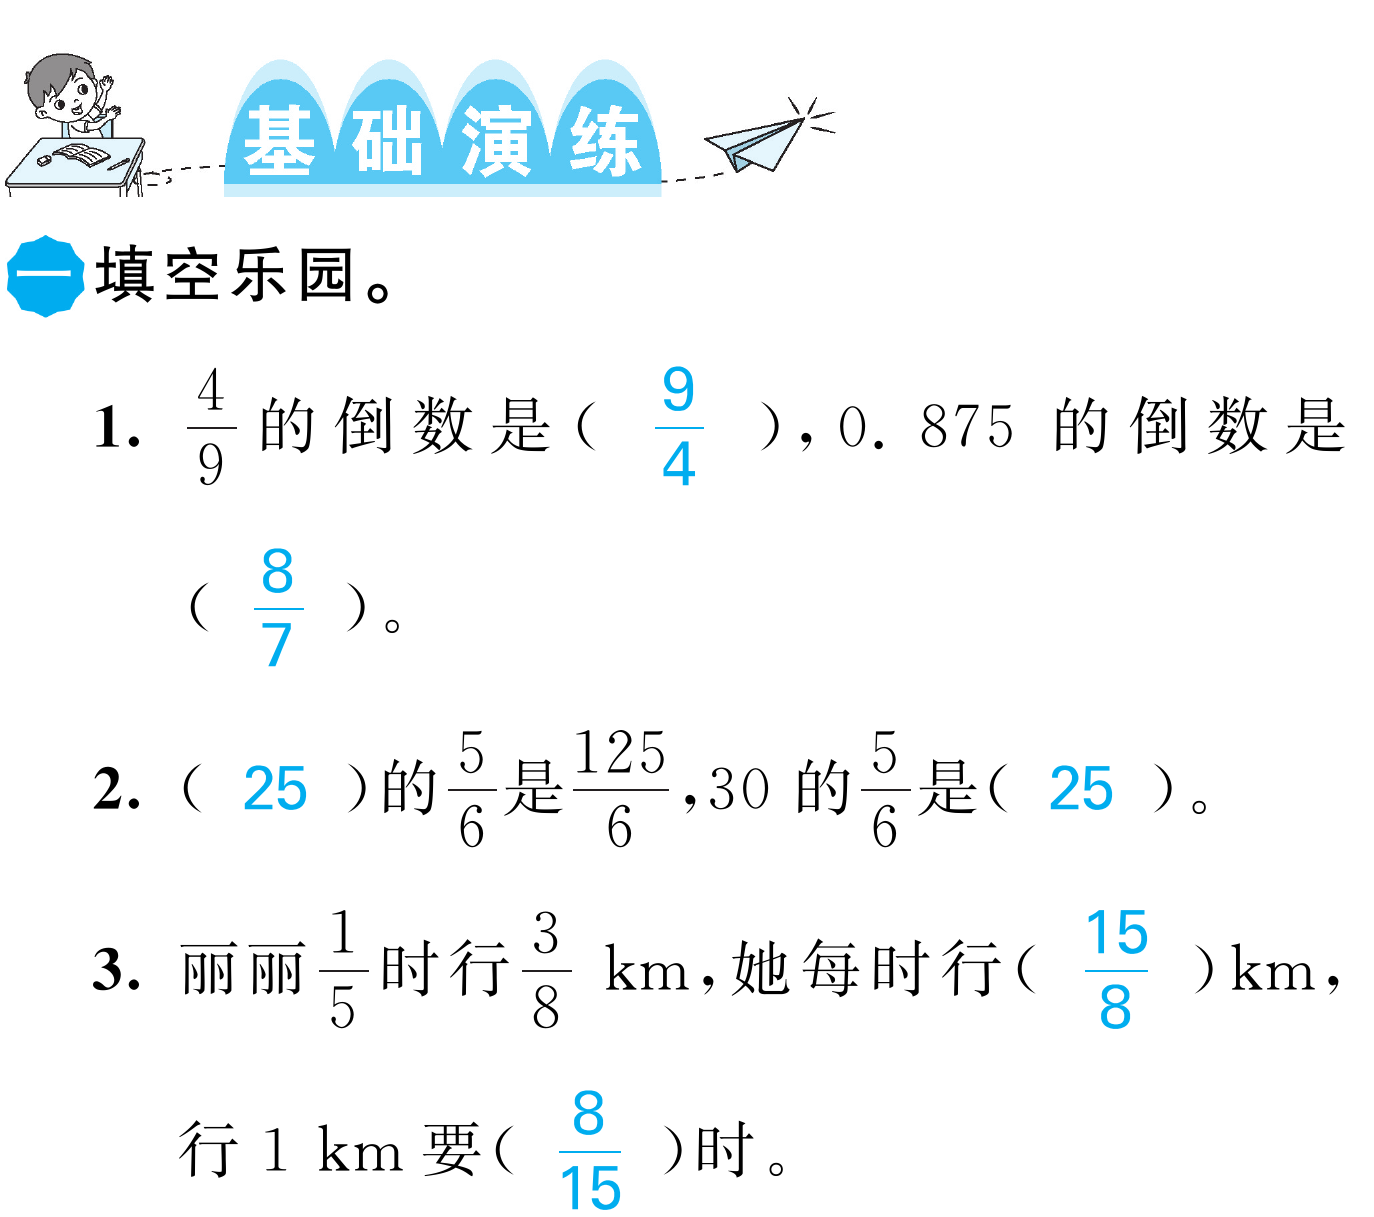 基础演练
一填空乐园。
1. 4/9的倒数是( 9/4 ),0. 875 的倒数是
( 8/7 )。
2. ( 25 )的5/6是125/6,30 的5/6是( 25 )。
3. 丽丽1/5时行3/8 km,她每时行( 15/8 )km,
行 1 km 要( 8/15 )时。